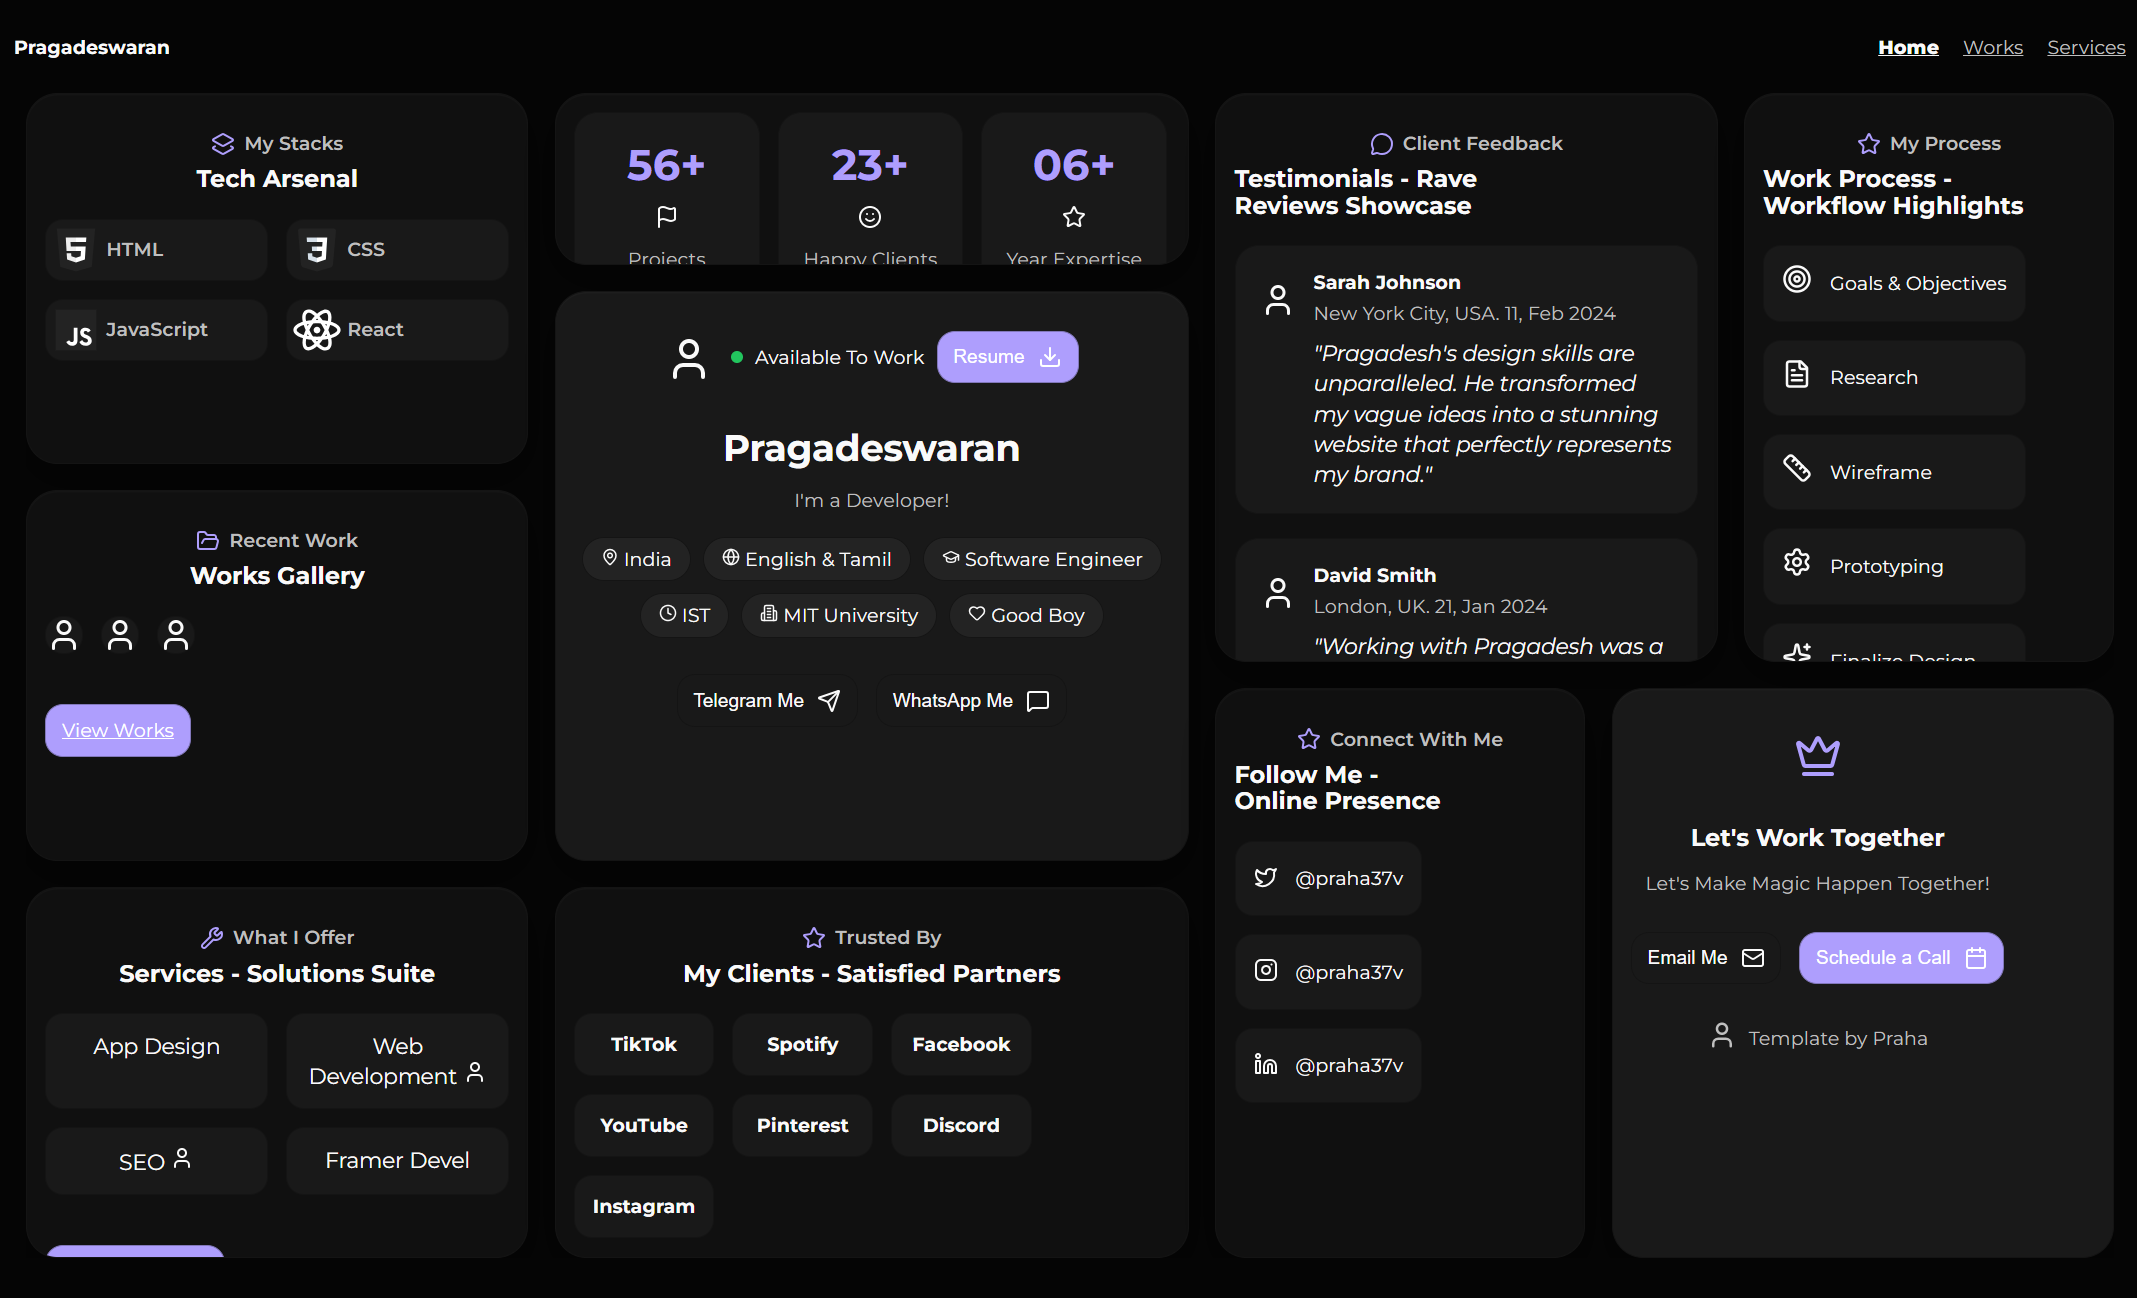 Pragadeswaran
Home Works Services
My Stacks
Tech Arsenal
HTML
CSS
JavaScript
React
Recent Work
Works Gallery
View Works
What I Offer
Services - Solutions Suite
App Design
Web
Development
SEO
Framer Devel
56+
Projects
23+
Happy Clients
06+
Year Expertise
Available To Work
Resume
Pragadeswaran
I'm a Developer!
India
English & Tamil
Software Engineer
IST
MIT University
Good Boy
Telegram Me
WhatsApp Me
Trusted By
My Clients - Satisfied Partners
TikTok
Spotify
Facebook
YouTube
Pinterest
Discord
Instagram
Client Feedback
Testimonials - Rave
Reviews Showcase
Sarah Johnson
New York City, USA. 11, Feb 2024
"Pragadesh's design skills are
unparalleled. He transformed
my vague ideas into a stunning
website that perfectly represents
my brand."
David Smith
London, UK. 21, Jan 2024
"Working with Pragadesh was a
My Process
Work Process -
Workflow Highlights
Goals & Objectives
Research
Wireframe
Prototyping
Finalize Design
Connect With Me
Follow Me -
Online Presence
@praha37v
@praha37v
@praha37v
Let's Work Together
Let's Make Magic Happen Together!
Email Me
Schedule a Call
Template by Praha